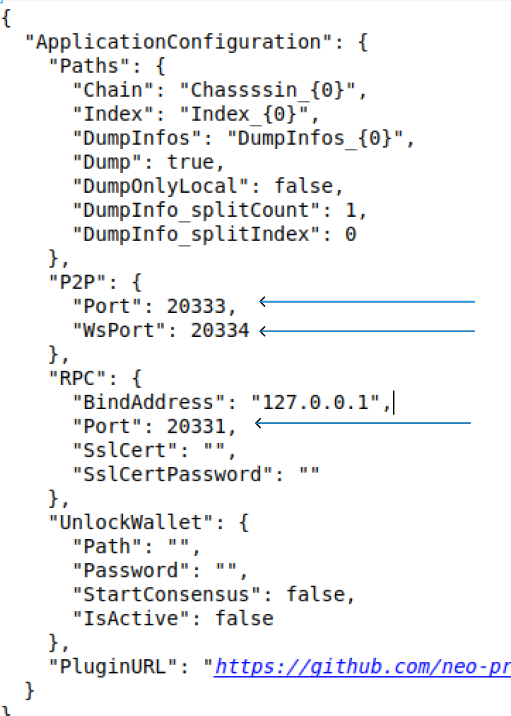 {
  "ApplicationConfiguration": {
    "Paths": {
      "Chain": "Chasssssin_{0}",
      "Index": "Index_{0}",
      "DumpInfos": "DumpInfos_{0}",
      "Dump": true,
      "DumpOnlyLocal": false,
      "DumpInfo_splitCount": 1,
      "DumpInfo_splitIndex": 0
    },
    "P2P": {
      "Port": 20333,
      "WsPort": 20334
    },
    "RPC": {
      "BindAddress": "127.0.0.1",
      "Port": 20331,
      "SslCert": "",
      "SslCertPassword": ""
    },
    "UnlockWallet": {
      "Path": "",
      "Password": "",
      "StartConsensus": false,
      "IsActive": false
    },
    "PluginURL": "https://github.com/neo-pr
  }
}